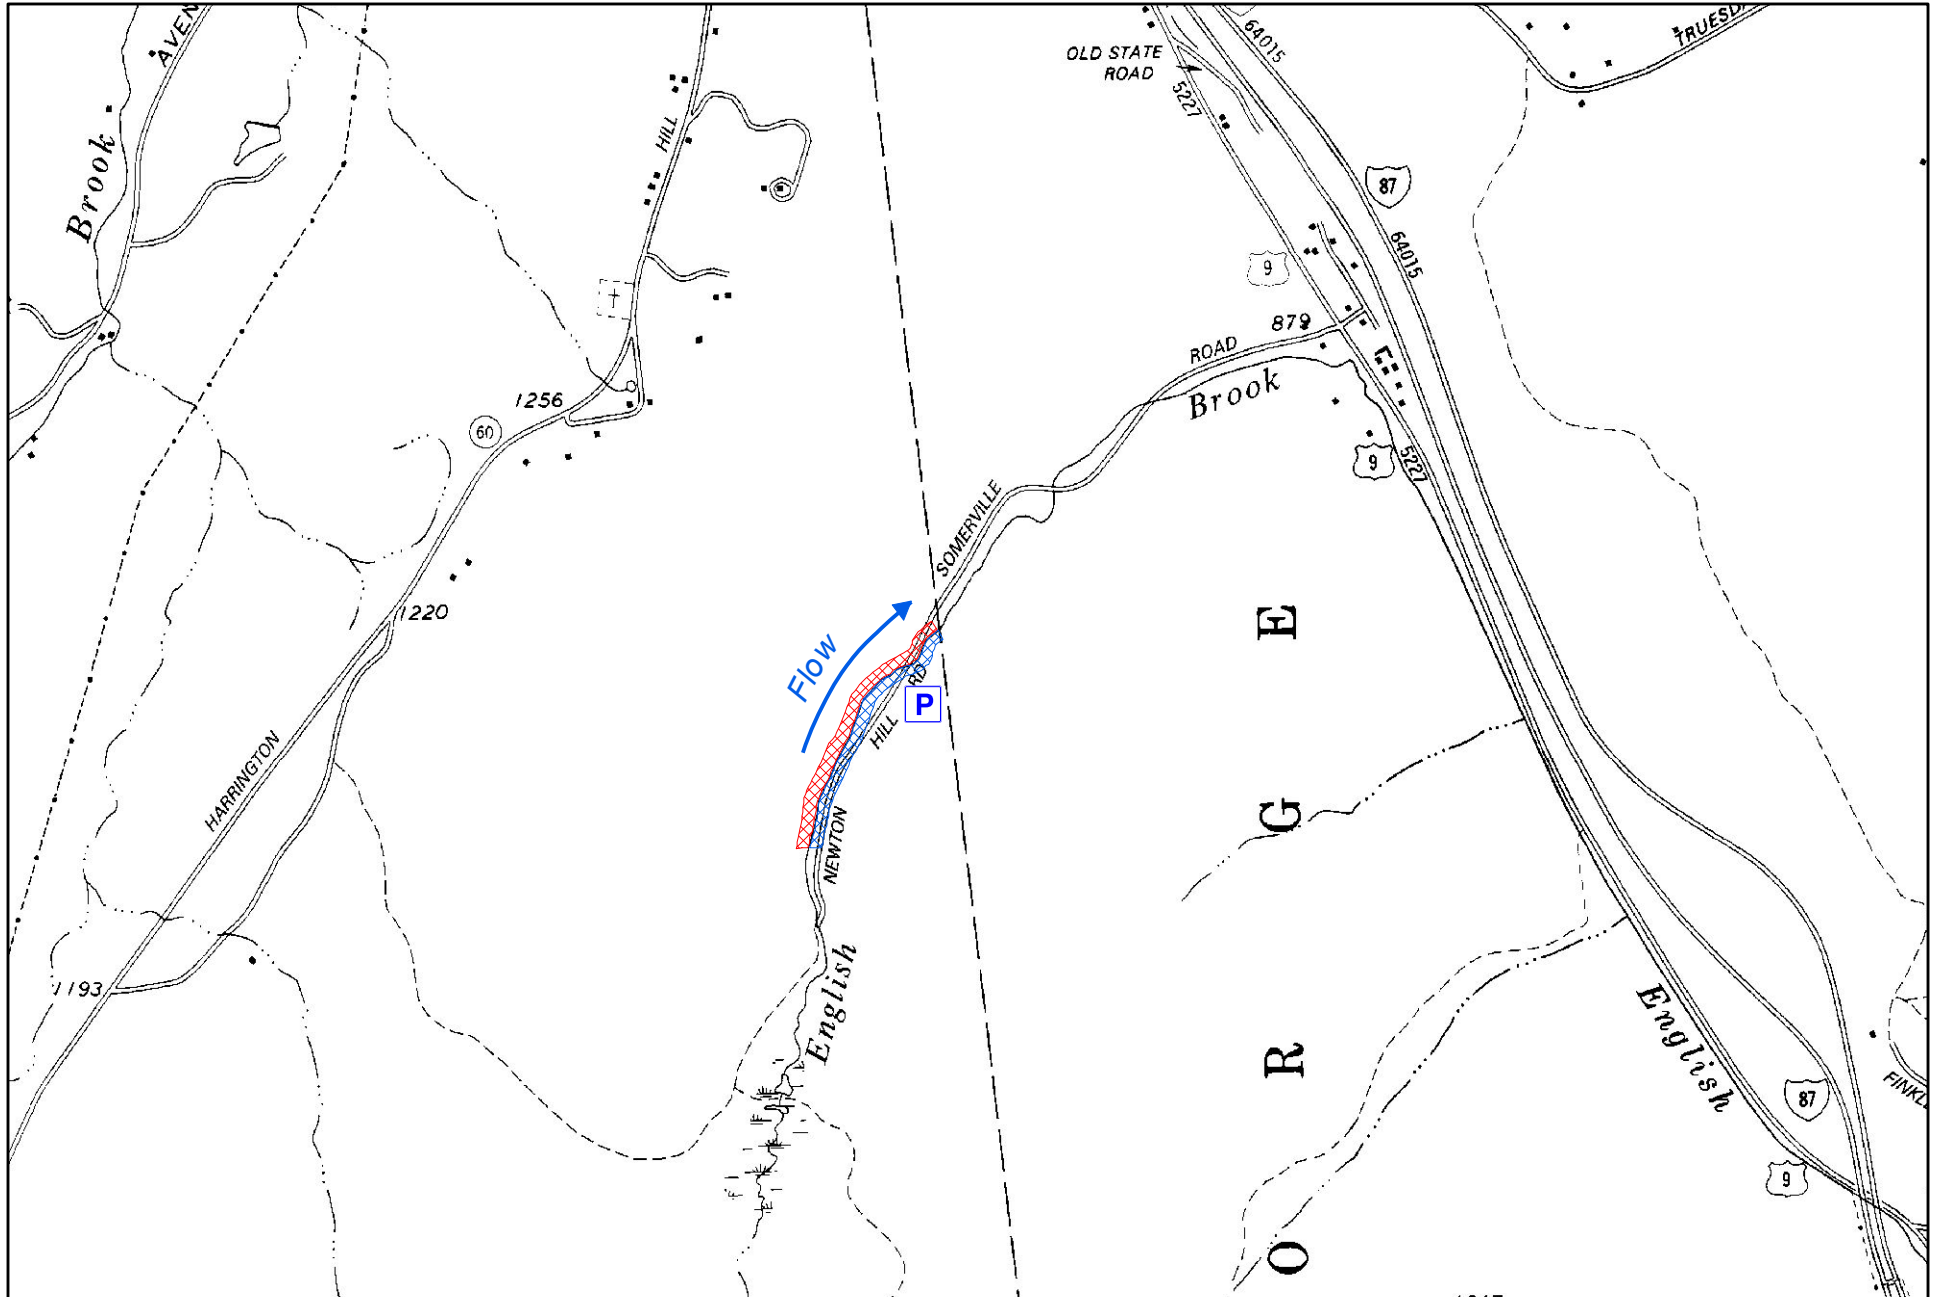 AVEN
64015
TRUESDA
OLD STATE
ROAD
5227
HILL
Brook
87
64015
9
879
ROAD
Brook
1256
60
9
5227
SOMERVILLE
1220
E
Flow
RD
P
HILL
HARRINGTON
G
NEWTON
1193
English
English
R
87
FINKL
9
O